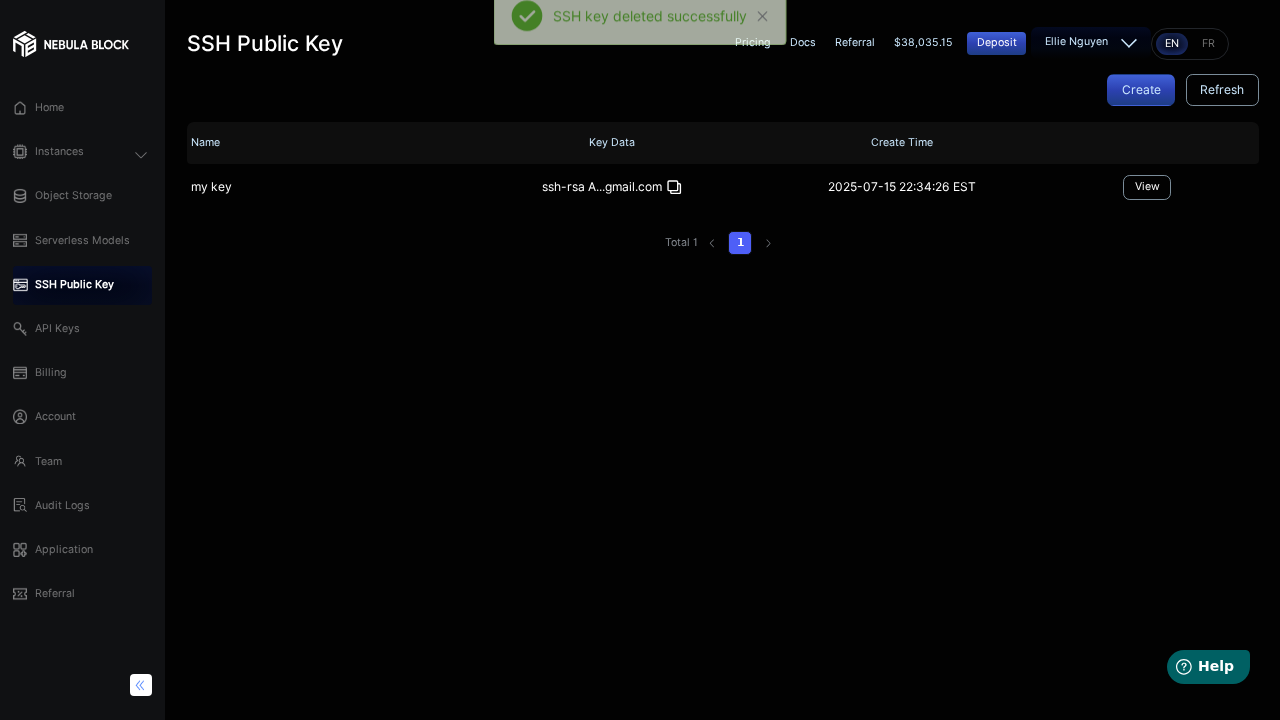 SSH key deleted successfully
NEBULA BLOCK
SSH Public Key
Pricing
Docs
Referral
$38,035.15
Deposit
Ellie Nguyen
EN
FR
Create
Refresh
Home
Instances
Object Storage
Serverless Models
SSH Public Key
API Keys
Billing
Account
Team
Audit Logs
Application
Referral
Name
Key Data
Create Time
my key
ssh-rsa A...gmail.com
2025-07-15 22:34:26 EST
View
Total 1
1
Help